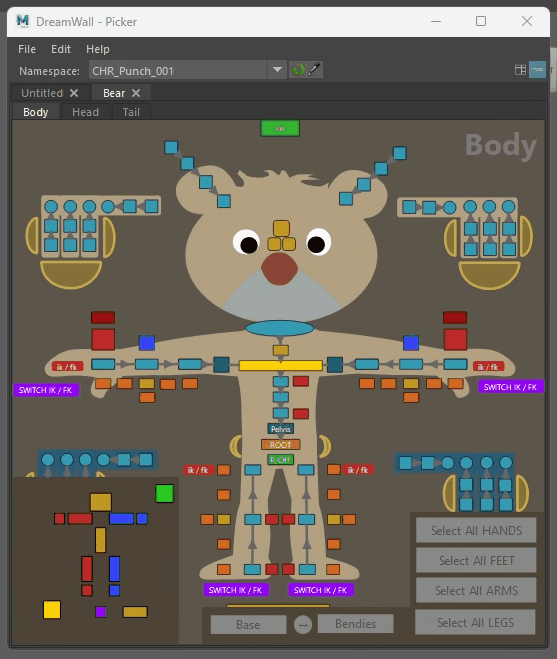 DreamWall - Picker
File Edit Help
Namespace: CHR_Punch_001
Untitled Bear
Body Head Tail
Body
vis
ik / fk
ik / fk
SWITCH IK / FK
SWITCH IK / FK
Pelvis
ROOT
ik / fk
ik / fk
SWITCH IK / FK
SWITCH IK / FK
Select All HANDS
Select All FEET
Select All ARMS
Select All LEGS
Base
Bendies